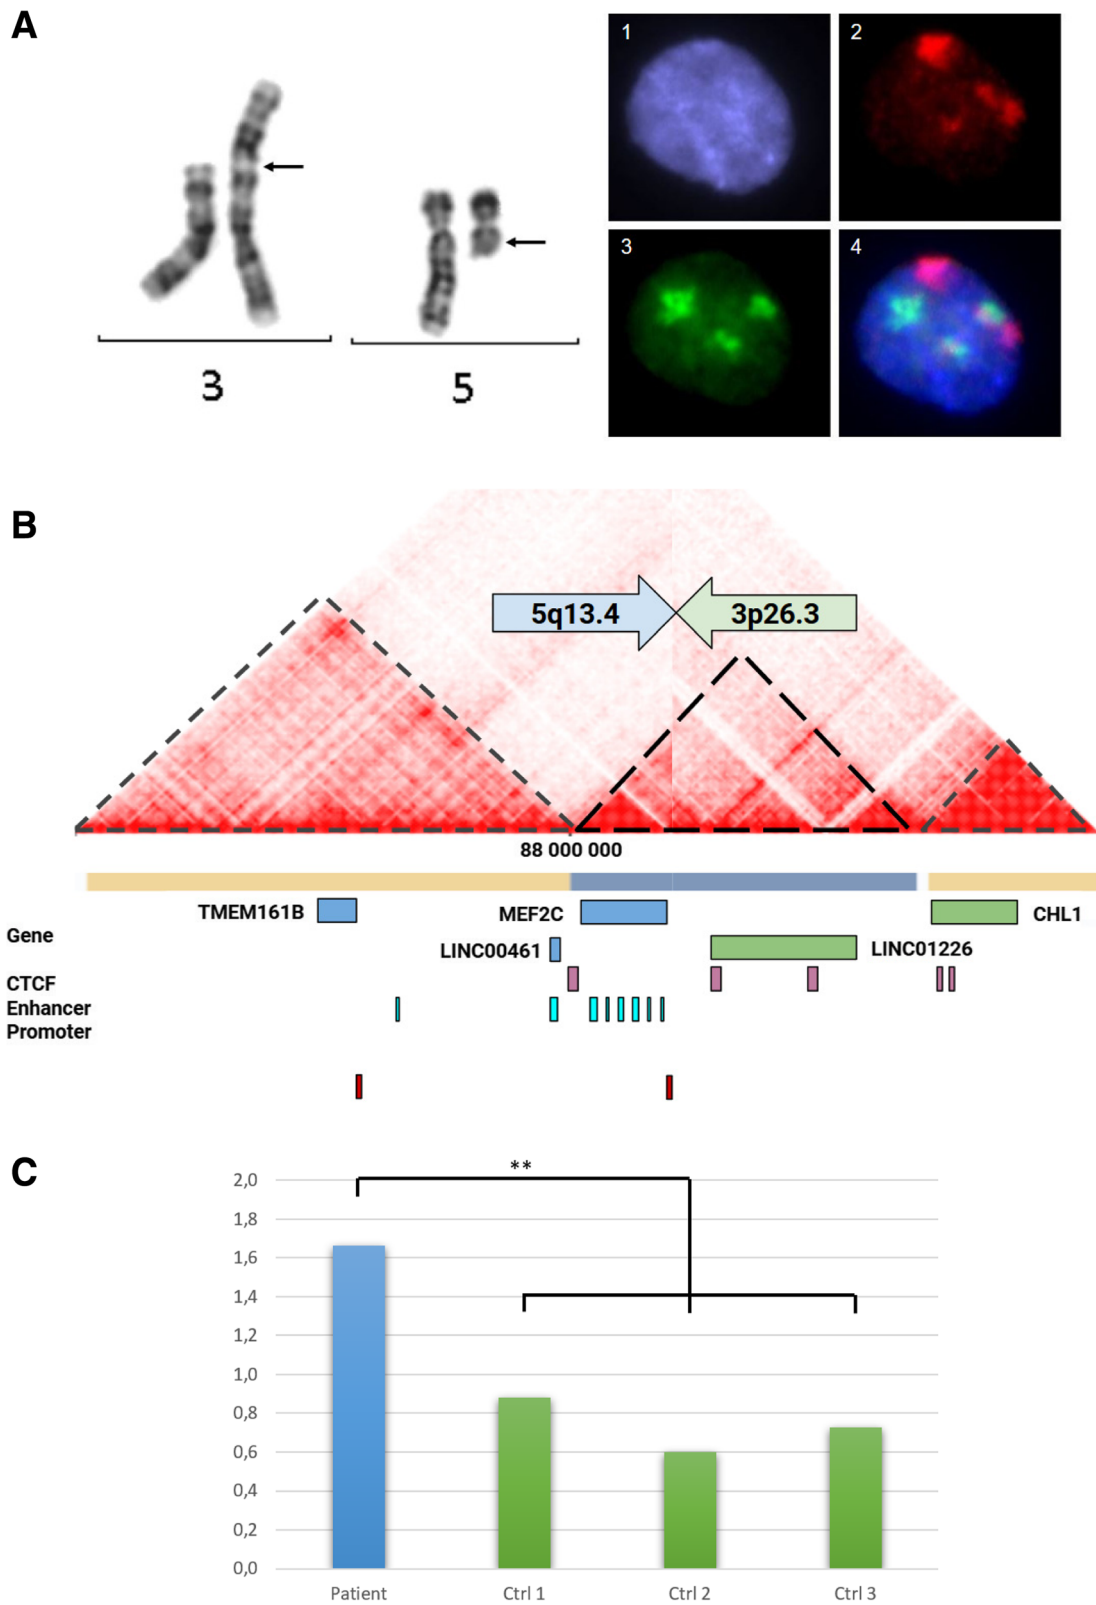 A
1
2
3
4
3
5
B
5q13.4
3p26.3
88 000 000
TMEM161B
MEF2C
CHL1
Gene
LINC00461
LINC01226
CTCF
Enhancer
Promoter
C
**
2,0
1,8
1,6
1,4
1,2
1,0
0,8
0,6
0,4
0,2
0,0
Patient
Ctrl 1
Ctrl 2
Ctrl 3